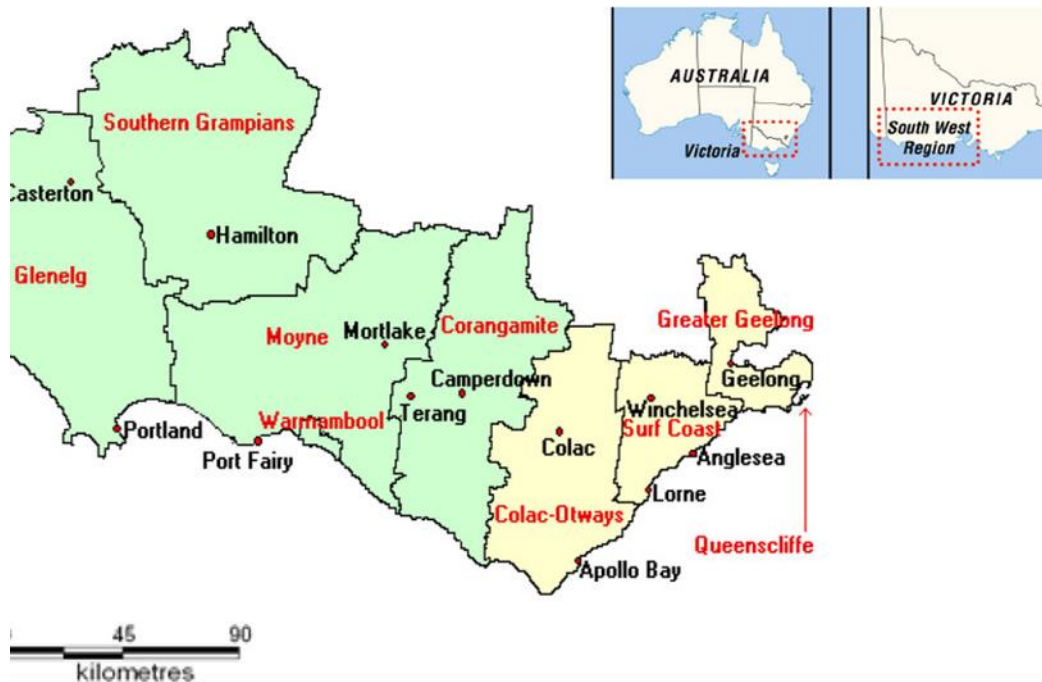 AUSTRALIA
Victoria
VICTORIA
South West
Region
Southern Grampians
Casterton
Hamilton
Glenelg
Moyne
Mortlake
Corangamite
Greater Geelong
Camperdown
Geelong
Terang
Winchelsea
Warrnambool
Surf Coast
Portland
Colac
Port Fairy
Anglesea
Lorne
Colac-Otways
Queenscliffe
Apollo Bay
45
90
kilometres